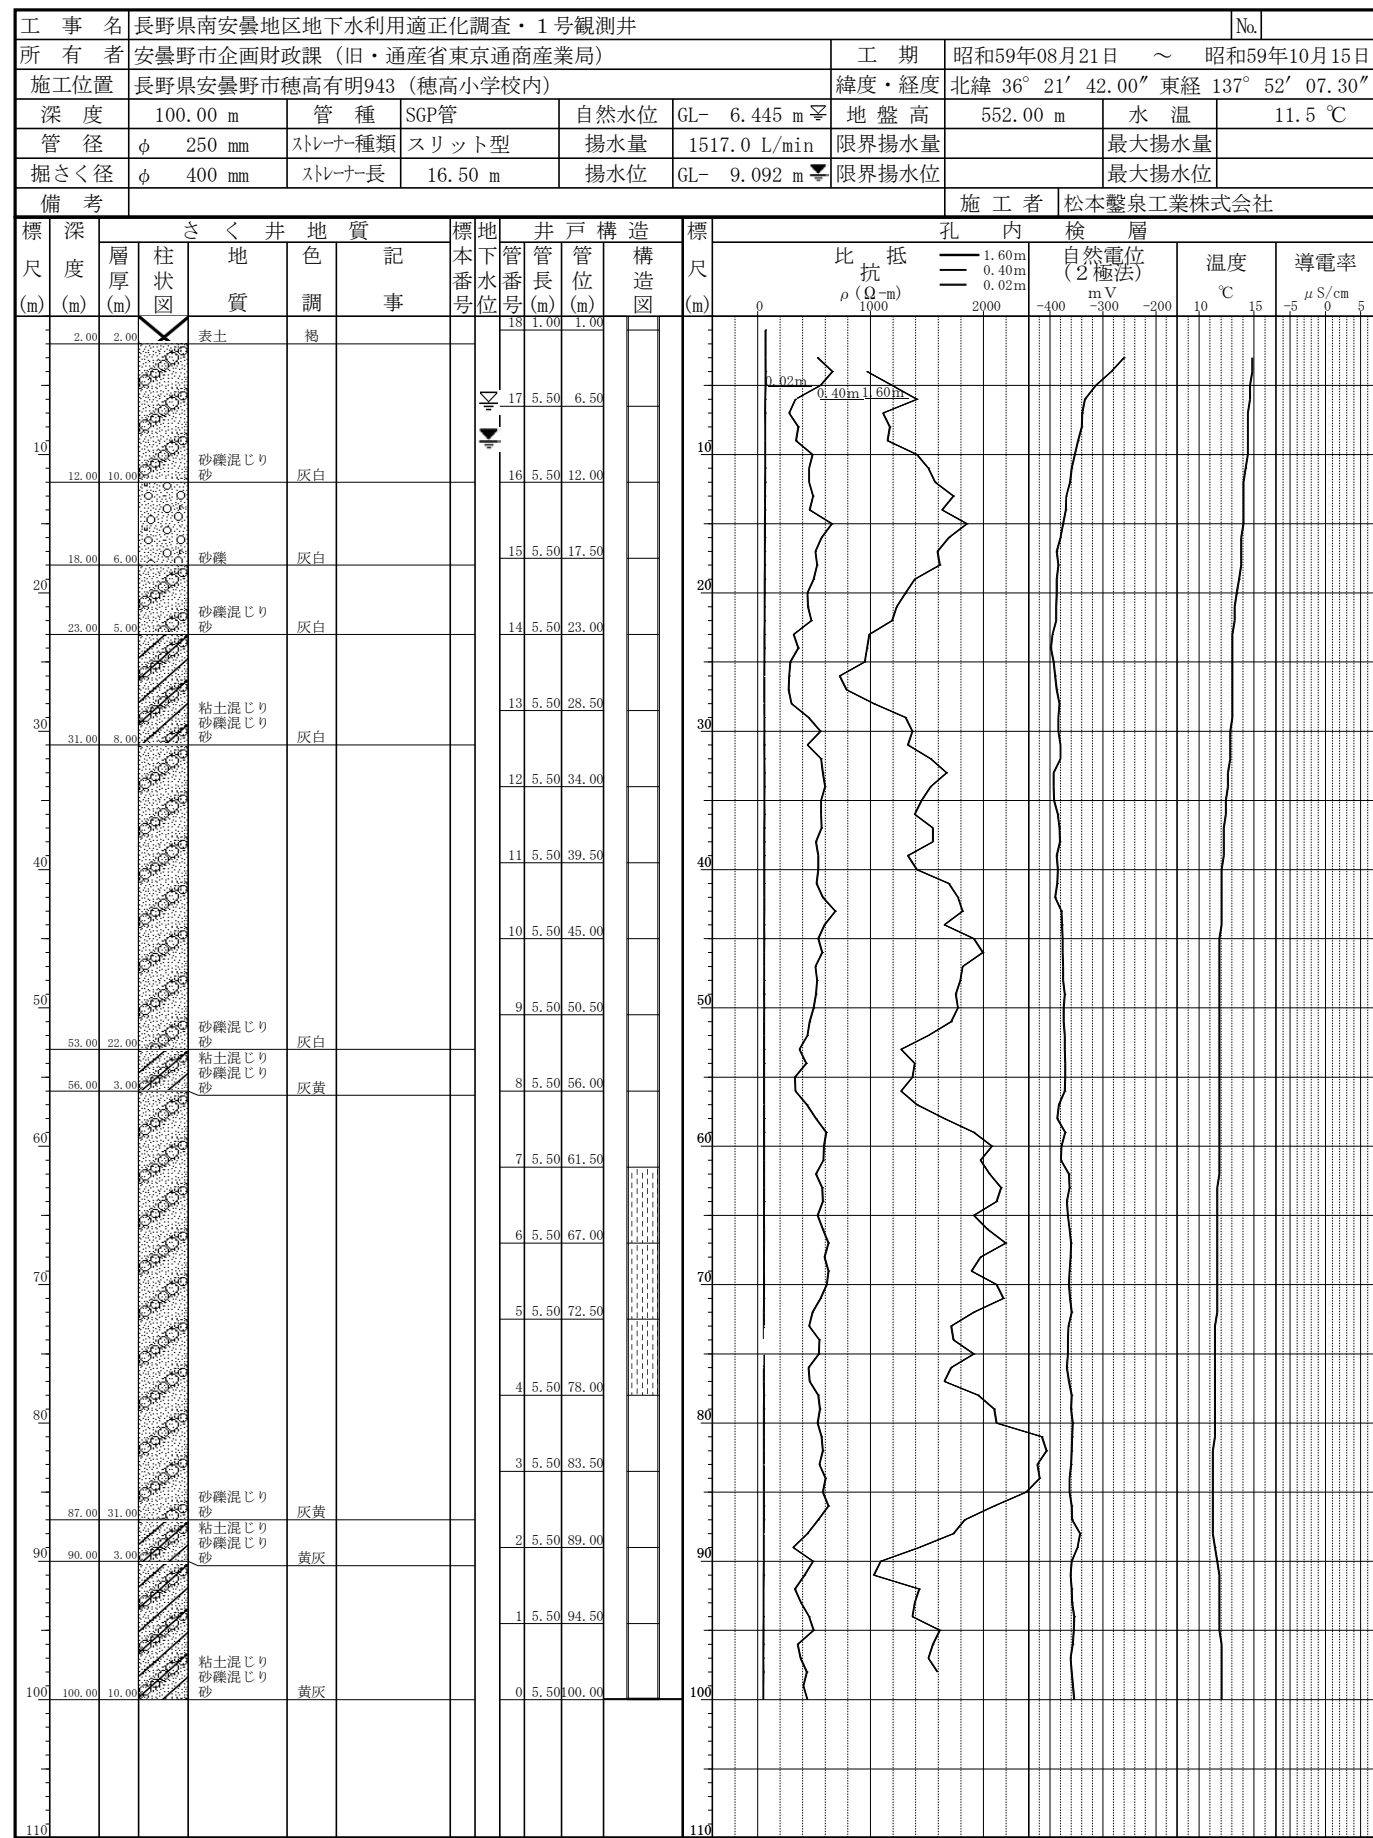 工 事 名 長野県南安曇地区地下水利用適正化調査・１号観測井 No.
所 有 者 安曇野市企画財政課（旧・通産省東京通商産業局） 工 期 昭和59年08月21日 ～ 昭和59年10月15日
施工位置 長野県安曇野市穂高有明943（穂高小学校内） 緯度・経度 北緯 36° 21′ 42.00″ 東経 137° 52′ 07.30″
深 度 100.00 m 管 種 SGP管 自然水位 GL- 6.445 m 地 盤 高 552.00 m 水 温 11.5 ℃
管 径 φ 250 mm ストレーナー種類 スリット型 揚水量 1517.0 L/min 限界揚水量 最大揚水量
掘さく径 φ 400 mm ストレーナー長 16.50 m 揚水位 GL- 9.092 m 限界揚水位 最大揚水位
備 考 施 工 者 松本鑿泉工業株式会社
標尺(m) 深度(m) さ く 井 地 質 標本番号 地下水位 井 戸 構 造 標尺(m) 孔 内 検 層
層厚(m) 柱状図 地質 色調 記事 管番号 管長(m) 管位(m) 構造図
比抵抗 ρ(Ω-m) 1.60m 0.40m 0.02m
自然電位(２極法) mV
温度 ℃
導電率 μS/cm
0 1000 2000 -400 -300 -200 10 15 -5 0 5
18 1.00 1.00
2.00 2.00 表土 褐
0.02m
0.40m 1.60m
17 5.50 6.50
10 10
砂礫混じり
12.00 10.00 砂 灰白 16 5.50 12.00
18.00 6.00 砂礫 灰白 15 5.50 17.50
20 20
砂礫混じり
23.00 5.00 砂 灰白 14 5.50 23.00
粘土混じり 13 5.50 28.50
30 砂礫混じり 30
31.00 8.00 砂 灰白
12 5.50 34.00
40 11 5.50 39.50 40
10 5.50 45.00
50 9 5.50 50.50 50
砂礫混じり
53.00 22.00 砂 灰白
粘土混じり
砂礫混じり
56.00 3.00 砂 灰黄 8 5.50 56.00
60 60
7 5.50 61.50
6 5.50 67.00
70 70
5 5.50 72.50
4 5.50 78.00
80 80
3 5.50 83.50
砂礫混じり
87.00 31.00 砂 灰黄
粘土混じり
砂礫混じり 2 5.50 89.00
90 90.00 3.00 砂 黄灰 90
1 5.50 94.50
粘土混じり
砂礫混じり
100 100.00 10.00 砂 黄灰 0 5.50 100.00 100
110 110